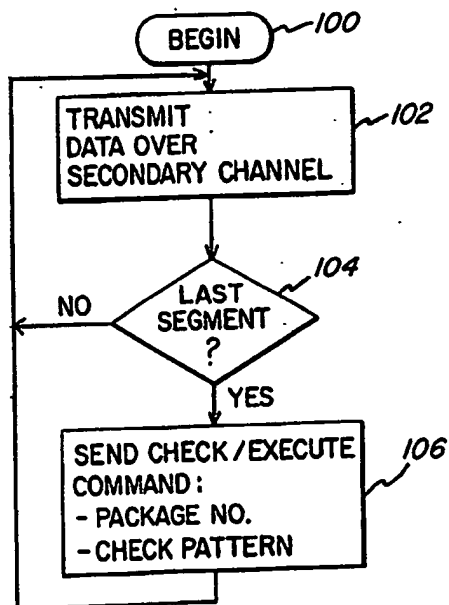 BEGIN
100
TRANSMIT
DATA OVER
SECONDARY CHANNEL
102
104
LAST
SEGMENT
?
NO
YES
SEND CHECK/EXECUTE
COMMAND:
- PACKAGE NO.
- CHECK PATTERN
106